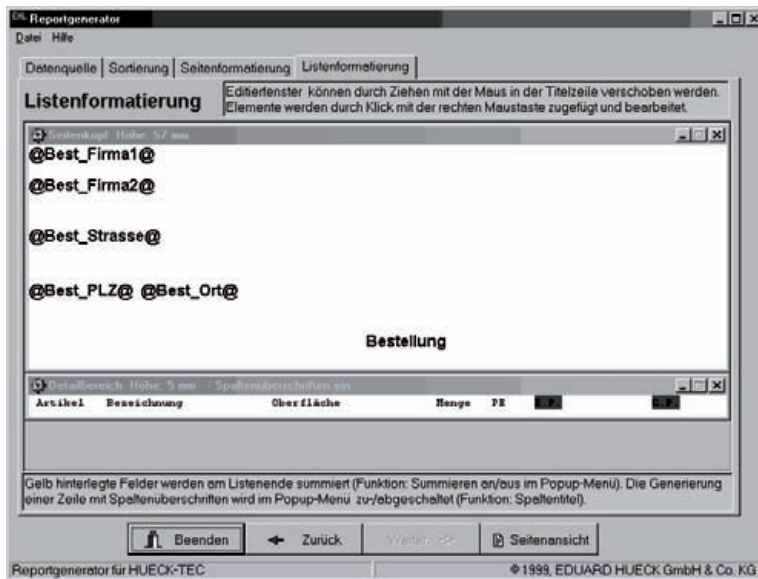 Reportgenerator
Datei Hilfe
Datenquelle Sortierung Seitenformatierung Listenformatierung
Listenformatierung
Editierfenster können durch Ziehen mit der Maus in der Titelzeile verschoben werden.
Elemente werden durch Klick mit der rechten Maustaste zugefügt und bearbeitet.
Seitenkopf Höhe: 57 mm
@Best_Firma1@
@Best_Firma2@
@Best_Strasse@
@Best_PLZ@ @Best_Ort@
Bestellung
Detailbereich Höhe: 5 mm - Spaltenüberschriften ein
Artikel Bezeichnung Oberfläche Menge PE E.P. G.P.
Gelb hinterlegte Felder werden am Listenende summiert (Funktion: Summieren an/aus im Popup-Menü). Die Generierung
einer Zeile mit Spaltenüberschriften wird im Popup-Menü zu-/abgeschaltet (Funktion: Spaltentitel).
Beenden Zurück Weiter Seitenansicht
Reportgenerator für HUECK-TEC © 1999, EDUARD HUECK GmbH & Co. KG